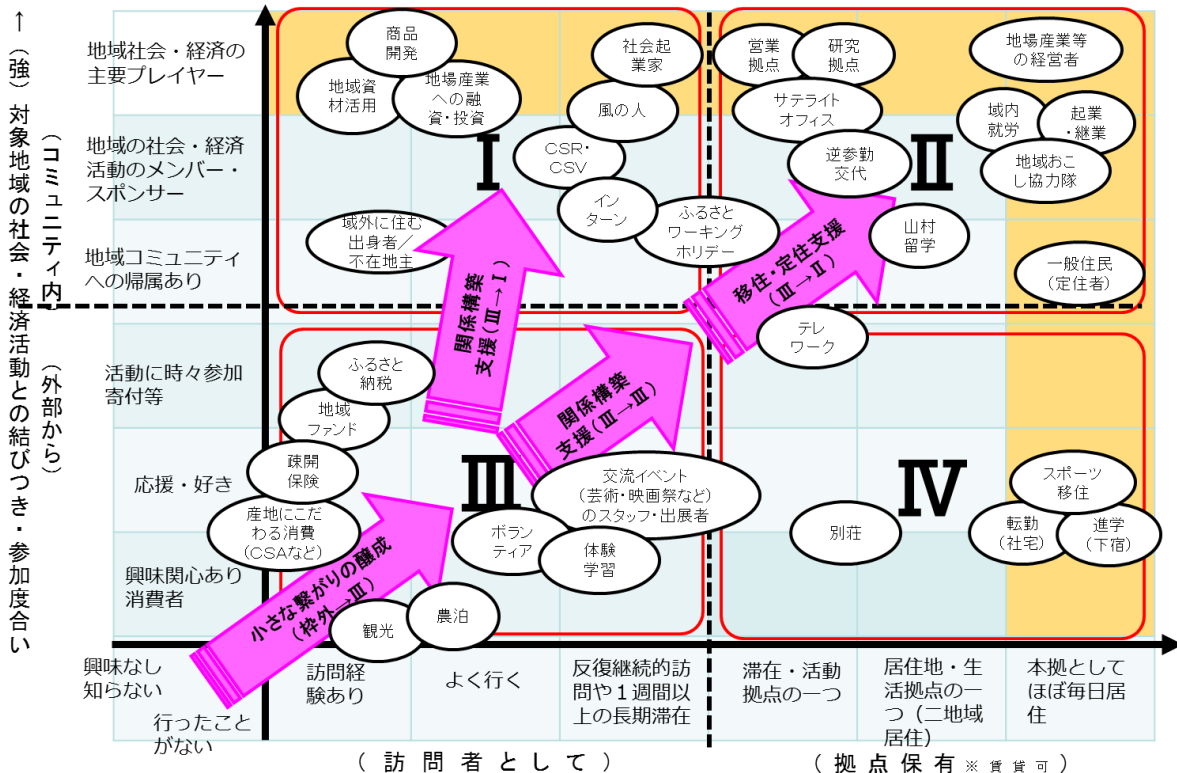 ↑(強)対象地域の社会・経済活動との結びつき・参加度合い
(コミュニティ内)
(外部から)
地域社会・経済の
主要プレイヤー
地域の社会・経済
活動のメンバー・
スポンサー
地域コミュニティ
への帰属あり
活動に時々参加
寄付等
応援・好き
興味関心あり
消費者
興味なし
知らない
商品
開発
地域資
材活用
地場産業
への融
資・投資
社会起
業家
風の人
CSR・
CSV
イン
ターン
ふるさと
ワーキング
ホリデー
域外に住む
出身者/
不在地主
Ⅰ
関係構築
支援(Ⅲ→Ⅰ)
営業
拠点
研究
拠点
サテライト
オフィス
逆参勤
交代
地場産業等
の経営者
域内
就労
起業
・継業
地域おこ
し協力隊
山村
留学
一般住民
(定住者)
Ⅱ
移住・定住支援
(Ⅲ→Ⅱ)
テレ
ワーク
ふるさと
納税
地域
ファンド
疎開
保険
産地にこだ
わる消費
(CSAなど)
関係構築
支援(Ⅲ→Ⅲ)
Ⅲ
交流イベント
(芸術・映画祭など)
のスタッフ・出展者
ボラン
ティア
体験
学習
小さな繋がりの醸成
(枠外→Ⅲ)
観光
農泊
Ⅳ
別荘
スポーツ
移住
転勤
(社宅)
進学
(下宿)
行ったこと
がない
訪問経
験あり
よく行く
反復継続的訪
問や1週間以
上の長期滞在
滞在・活動
拠点の一つ
居住地・生
活拠点の一
つ(二地域
居住)
本拠として
ほぼ毎日居
住
(訪問者として)
(拠点保有※賃貸可)